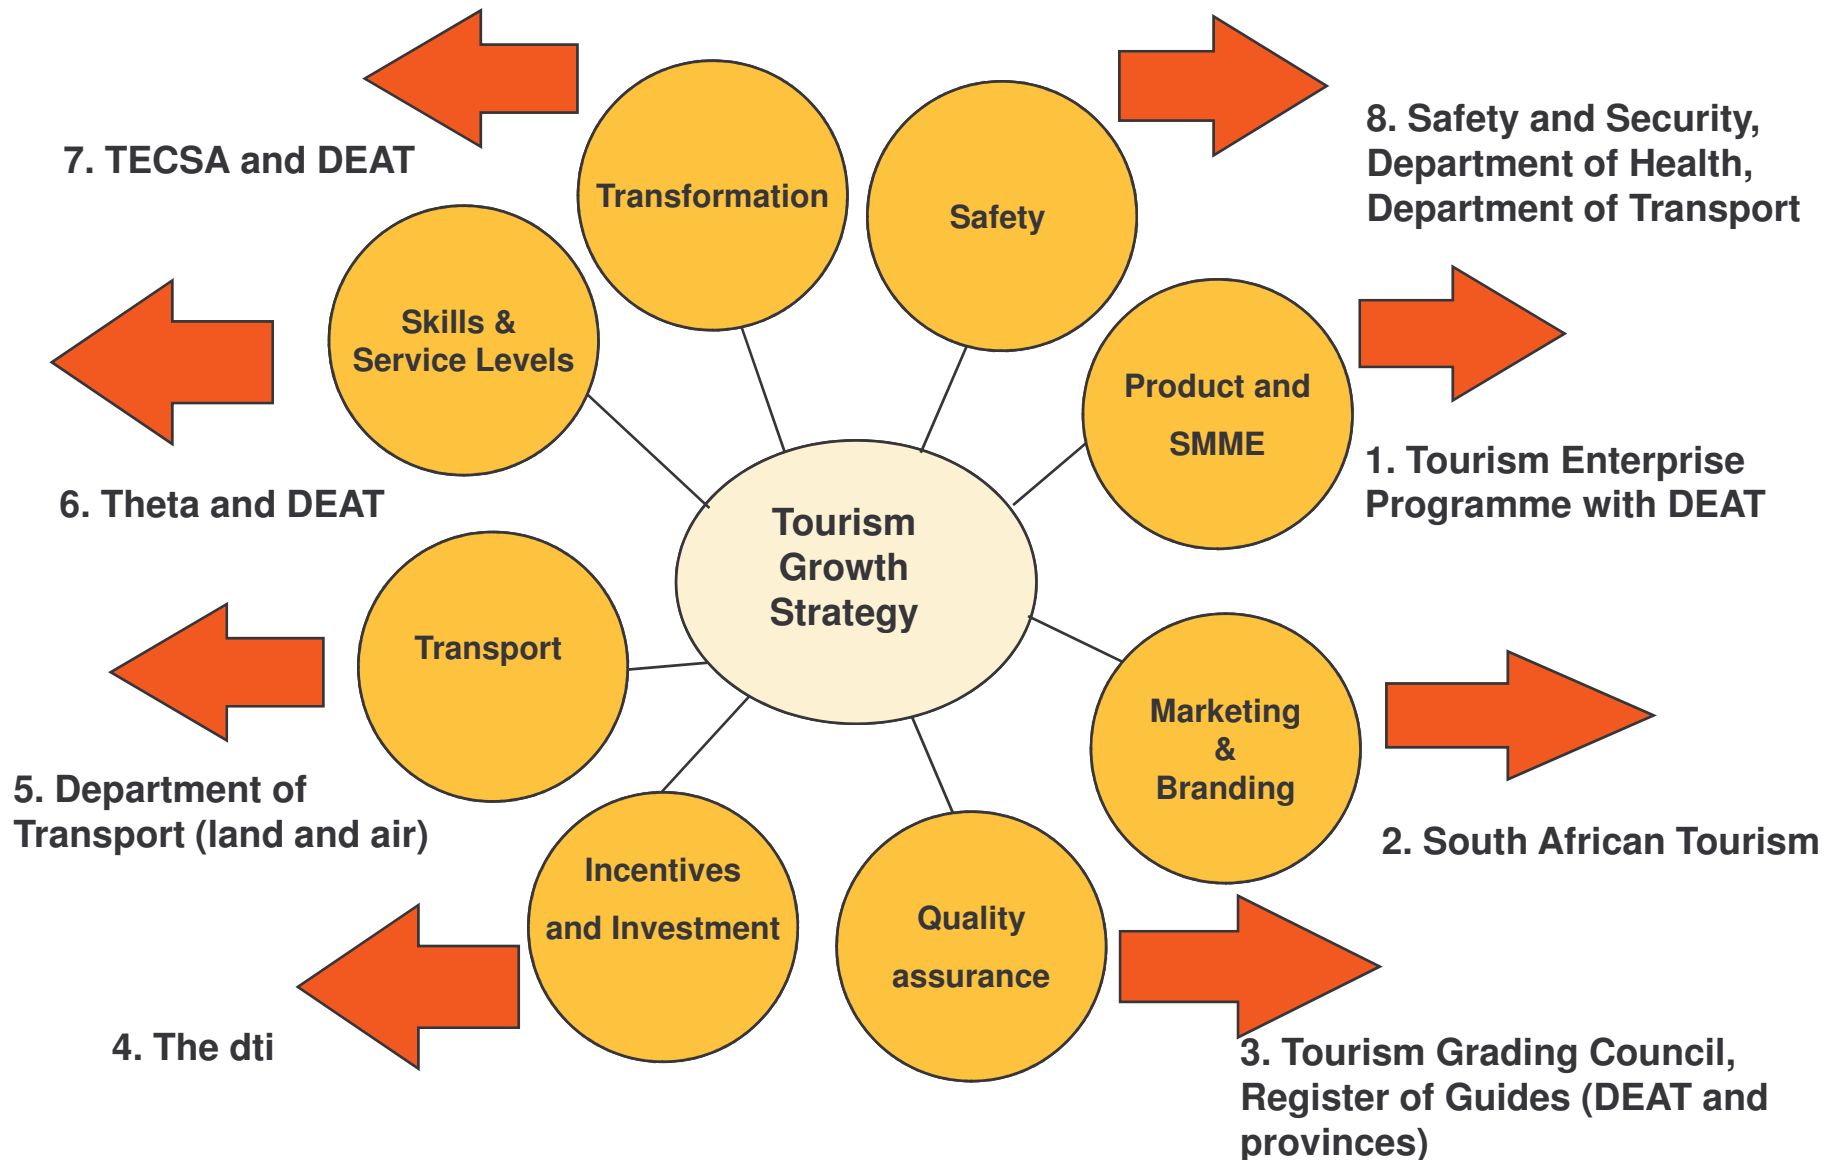 7. TECSA and DEAT
Transformation
Safety
8. Safety and Security,
Department of Health,
Department of Transport
Skills &
Service Levels
Product and
SMME
6. Theta and DEAT
1. Tourism Enterprise
Programme with DEAT
Tourism
Growth
Strategy
Transport
Marketing
&
Branding
5. Department of
Transport (land and air)
2. South African Tourism
Incentives
and Investment
Quality
assurance
4. The dti
3. Tourism Grading Council,
Register of Guides (DEAT and
provinces)